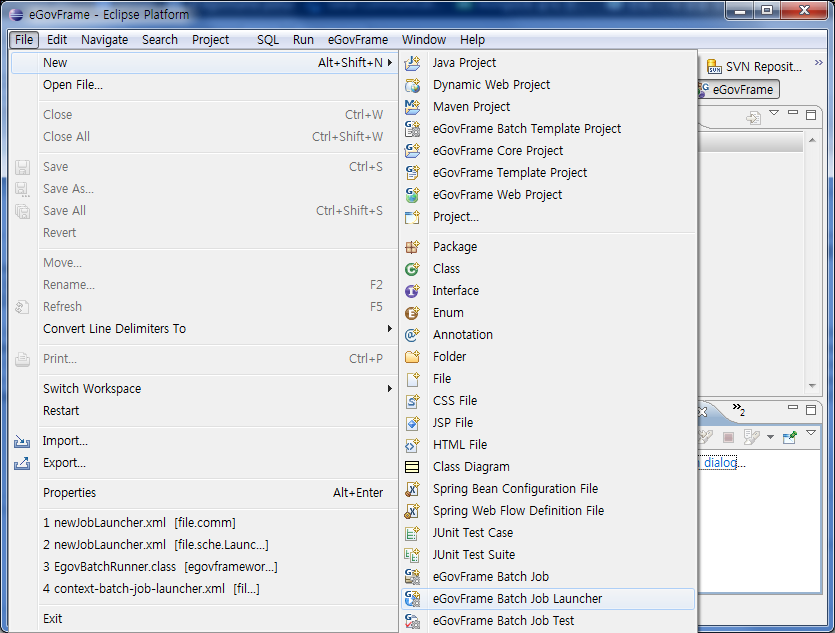 eGovFrame - Eclipse Platform
File Edit Navigate Search Project SQL Run eGovFrame Window Help
New Alt+Shift+N
Open File...
Close Ctrl+W
Close All Ctrl+Shift+W
Save Ctrl+S
Save As...
Save All Ctrl+Shift+S
Revert
Move...
Rename... F2
Refresh F5
Convert Line Delimiters To
Print... Ctrl+P
Switch Workspace
Restart
Import...
Export...
Properties Alt+Enter
1 newJobLauncher.xml [file.comm]
2 newJobLauncher.xml [file.sche.Launc...]
3 EgovBatchRunner.class [egovframewor...]
4 context-batch-job-launcher.xml [fil...]
Exit
Java Project
Dynamic Web Project
Maven Project
eGovFrame Batch Template Project
eGovFrame Core Project
eGovFrame Template Project
eGovFrame Web Project
Project...
Package
Class
Interface
Enum
Annotation
Folder
File
CSS File
JSP File
HTML File
Class Diagram
Spring Bean Configuration File
Spring Web Flow Definition File
JUnit Test Case
JUnit Test Suite
eGovFrame Batch Job
eGovFrame Batch Job Launcher
eGovFrame Batch Job Test
SVN Reposit...
eGovFrame
2
dialog...